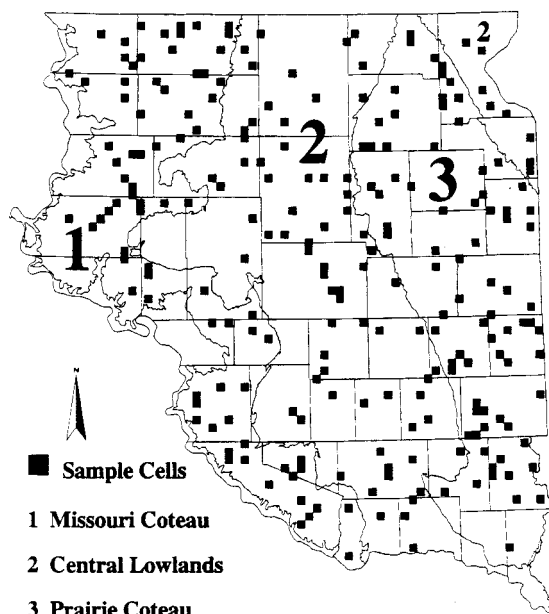 2
2
3
1
N
Sample Cells
1 Missouri Coteau
2 Central Lowlands
3 Prairie Coteau